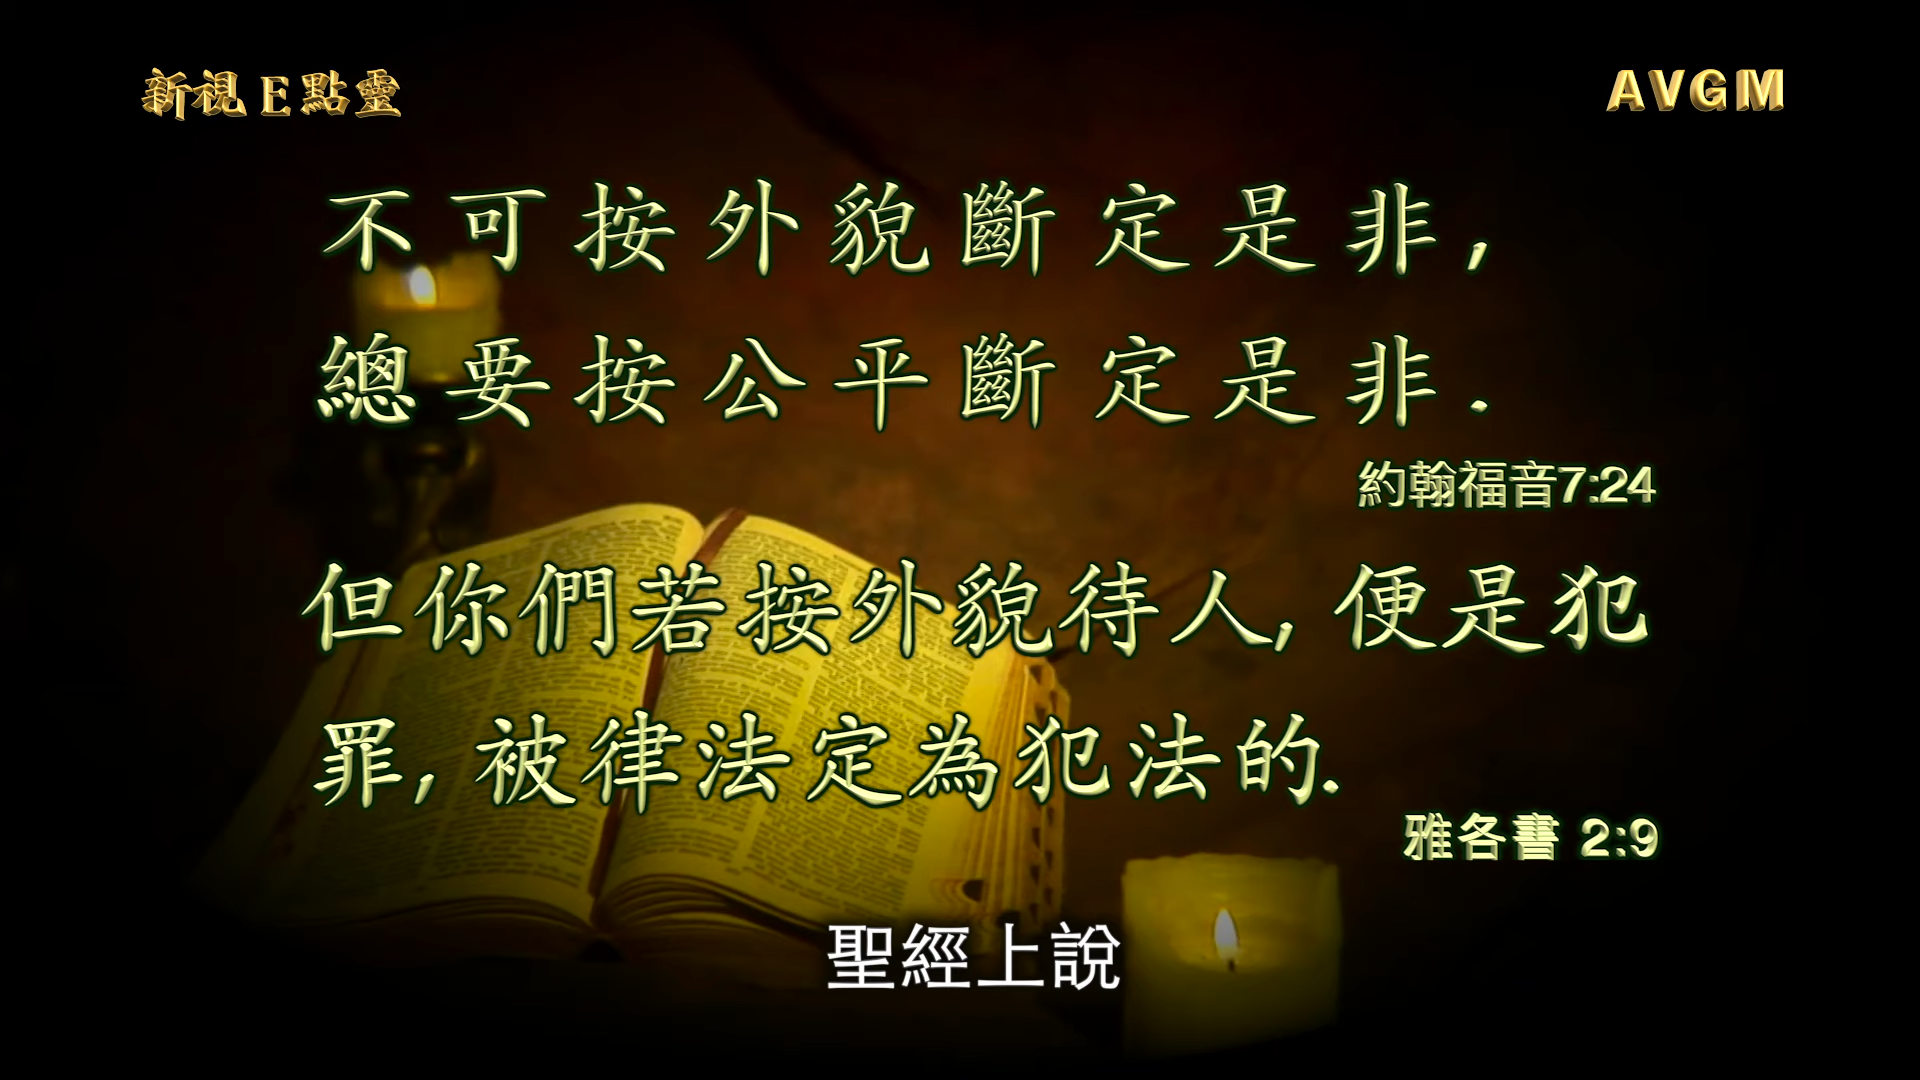 新視E點靈
AVGM
不可按外貌斷定是非,
總要按公平斷定是非.
約翰福音7:24
但你們若按外貌待人, 便是犯
罪, 被律法定為犯法的.
雅各書 2:9
聖經上說